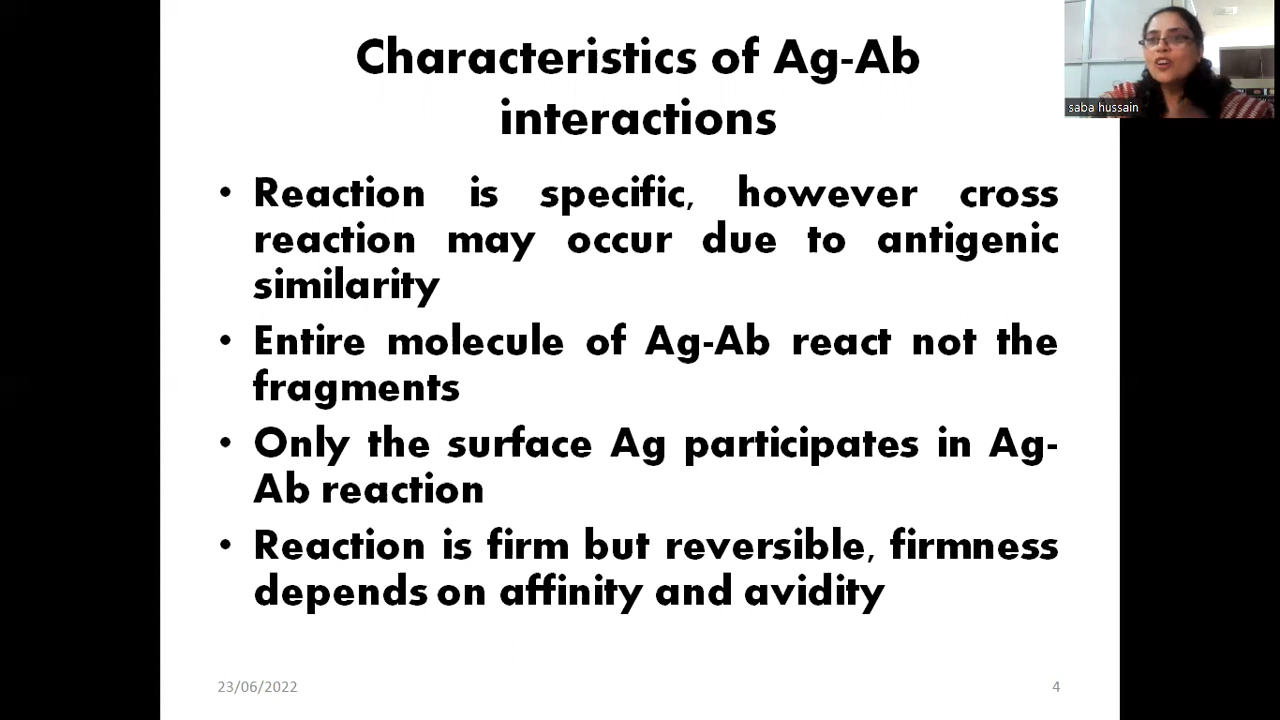 Characteristics of Ag-Ab
interactions
saba hussain
• Reaction is specific, however cross
reaction may occur due to antigenic
similarity
• Entire molecule of Ag-Ab react not the
fragments
• Only the surface Ag participates in Ag-
Ab reaction
• Reaction is firm but reversible, firmness
depends on affinity and avidity
23/06/2022
4